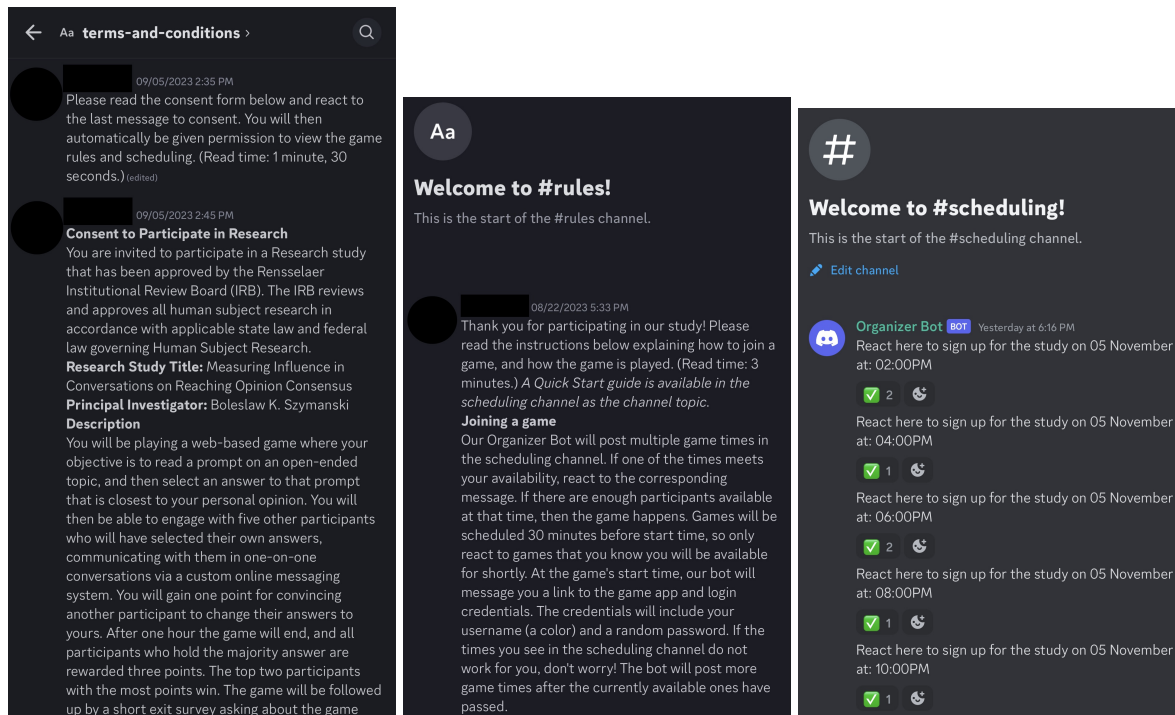 Aa terms-and-conditions ›
09/05/2023 2:35 PM
Please read the consent form below and react to
the last message to consent. You will then
automatically be given permission to view the game
rules and scheduling. (Read time: 1 minute, 30
seconds.) (edited)
09/05/2023 2:45 PM
Consent to Participate in Research
You are invited to participate in a Research study
that has been approved by the Rensselaer
Institutional Review Board (IRB). The IRB reviews
and approves all human subject research in
accordance with applicable state law and federal
law governing Human Subject Research.
Research Study Title: Measuring Influence in
Conversations on Reaching Opinion Consensus
Principal Investigator: Boleslaw K. Szymanski
Description
You will be playing a web-based game where your
objective is to read a prompt on an open-ended
topic, and then select an answer to that prompt
that is closest to your personal opinion. You will
then be able to engage with five other participants
who will have selected their own answers,
communicating with them in one-on-one
conversations via a custom online messaging
system. You will gain one point for convincing
another participant to change their answers to
yours. After one hour the game will end, and all
participants who hold the majority answer are
rewarded three points. The top two participants
with the most points win. The game will be followed
up by a short exit survey asking about the game
Aa
Welcome to #rules!
This is the start of the #rules channel.
08/22/2023 5:33 PM
Thank you for participating in our study! Please
read the instructions below explaining how to join a
game, and how the game is played. (Read time: 3
minutes.) A Quick Start guide is available in the
scheduling channel as the channel topic.
Joining a game
Our Organizer Bot will post multiple game times in
the scheduling channel. If one of the times meets
your availability, react to the corresponding
message. If there are enough participants available
at that time, then the game happens. Games will be
scheduled 30 minutes before start time, so only
react to games that you know you will be available
for shortly. At the game's start time, our bot will
message you a link to the game app and login
credentials. The credentials will include your
username (a color) and a random password. If the
times you see in the scheduling channel do not
work for you, don't worry! The bot will post more
game times after the currently available ones have
passed.
#
Welcome to #scheduling!
This is the start of the #scheduling channel.
Edit channel
Organizer Bot BOT Yesterday at 6:16 PM
React here to sign up for the study on 05 November
at: 02:00PM
2
React here to sign up for the study on 05 November
at: 04:00PM
1
React here to sign up for the study on 05 November
at: 06:00PM
2
React here to sign up for the study on 05 November
at: 08:00PM
1
React here to sign up for the study on 05 November
at: 10:00PM
1